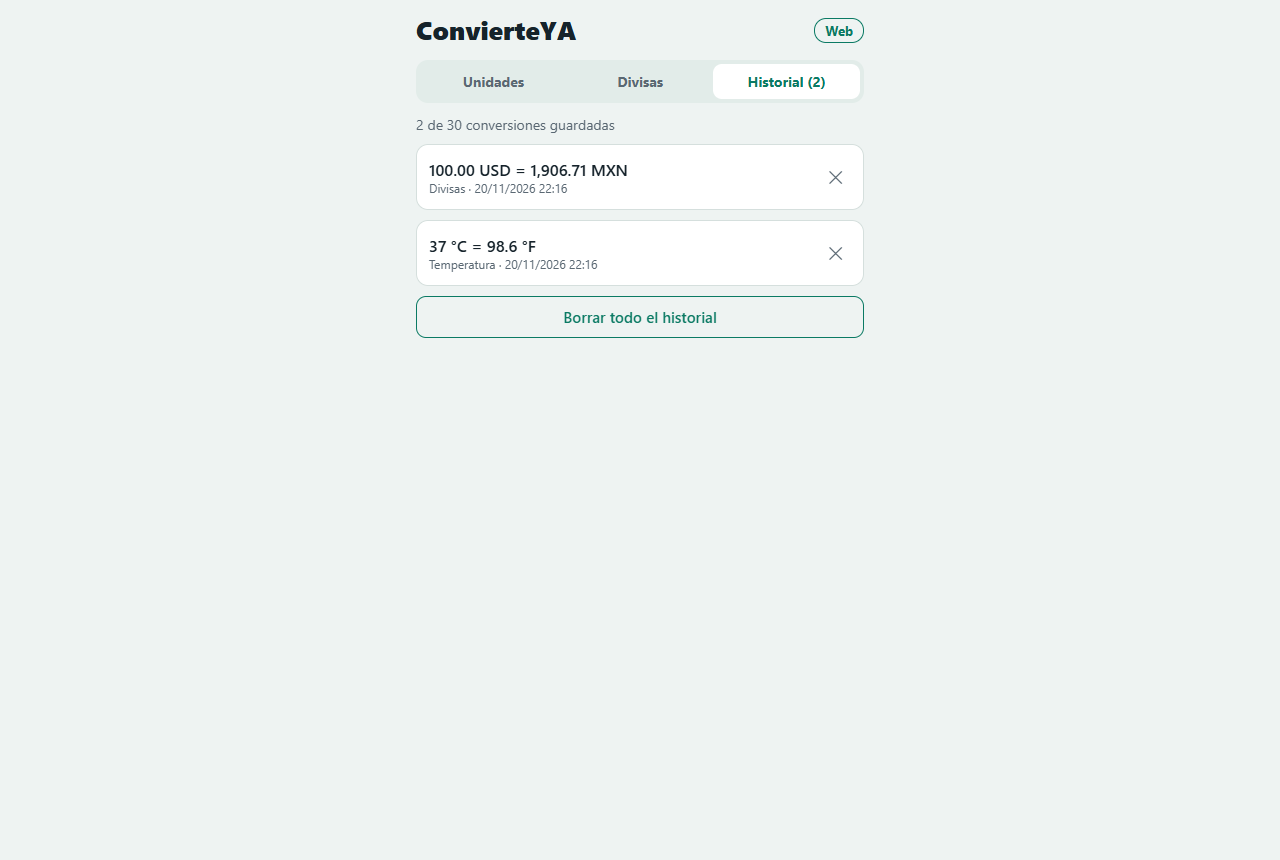 ConvierteYA
Web
Unidades
Divisas
Historial (2)
2 de 30 conversiones guardadas
100.00 USD = 1,906.71 MXN
Divisas · 20/11/2026 22:16
37 °C = 98.6 °F
Temperatura · 20/11/2026 22:16
Borrar todo el historial